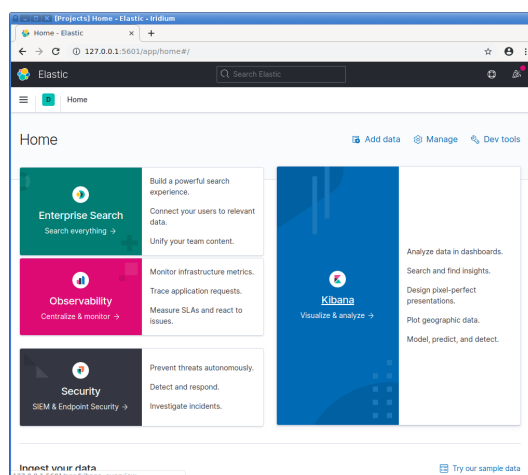 [Projects] Home - Elastic - Iridium
Home - Elastic
127.0.0.1:5601/app/home#/
Elastic
Search Elastic
D
Home
Home
Add data
Manage
Dev tools
Enterprise Search
Search everything →
Build a powerful search
experience.
Connect your users to relevant
data.
Unify your team content.
Observability
Centralize & monitor →
Monitor infrastructure metrics.
Trace application requests.
Measure SLAs and react to
issues.
Security
SIEM & Endpoint Security →
Prevent threats autonomously.
Detect and respond.
Investigate incidents.
Kibana
Visualize & analyze →
Analyze data in dashboards.
Search and find insights.
Design pixel-perfect
presentations.
Plot geographic data.
Model, predict, and detect.
Ingest your data
Try our sample data